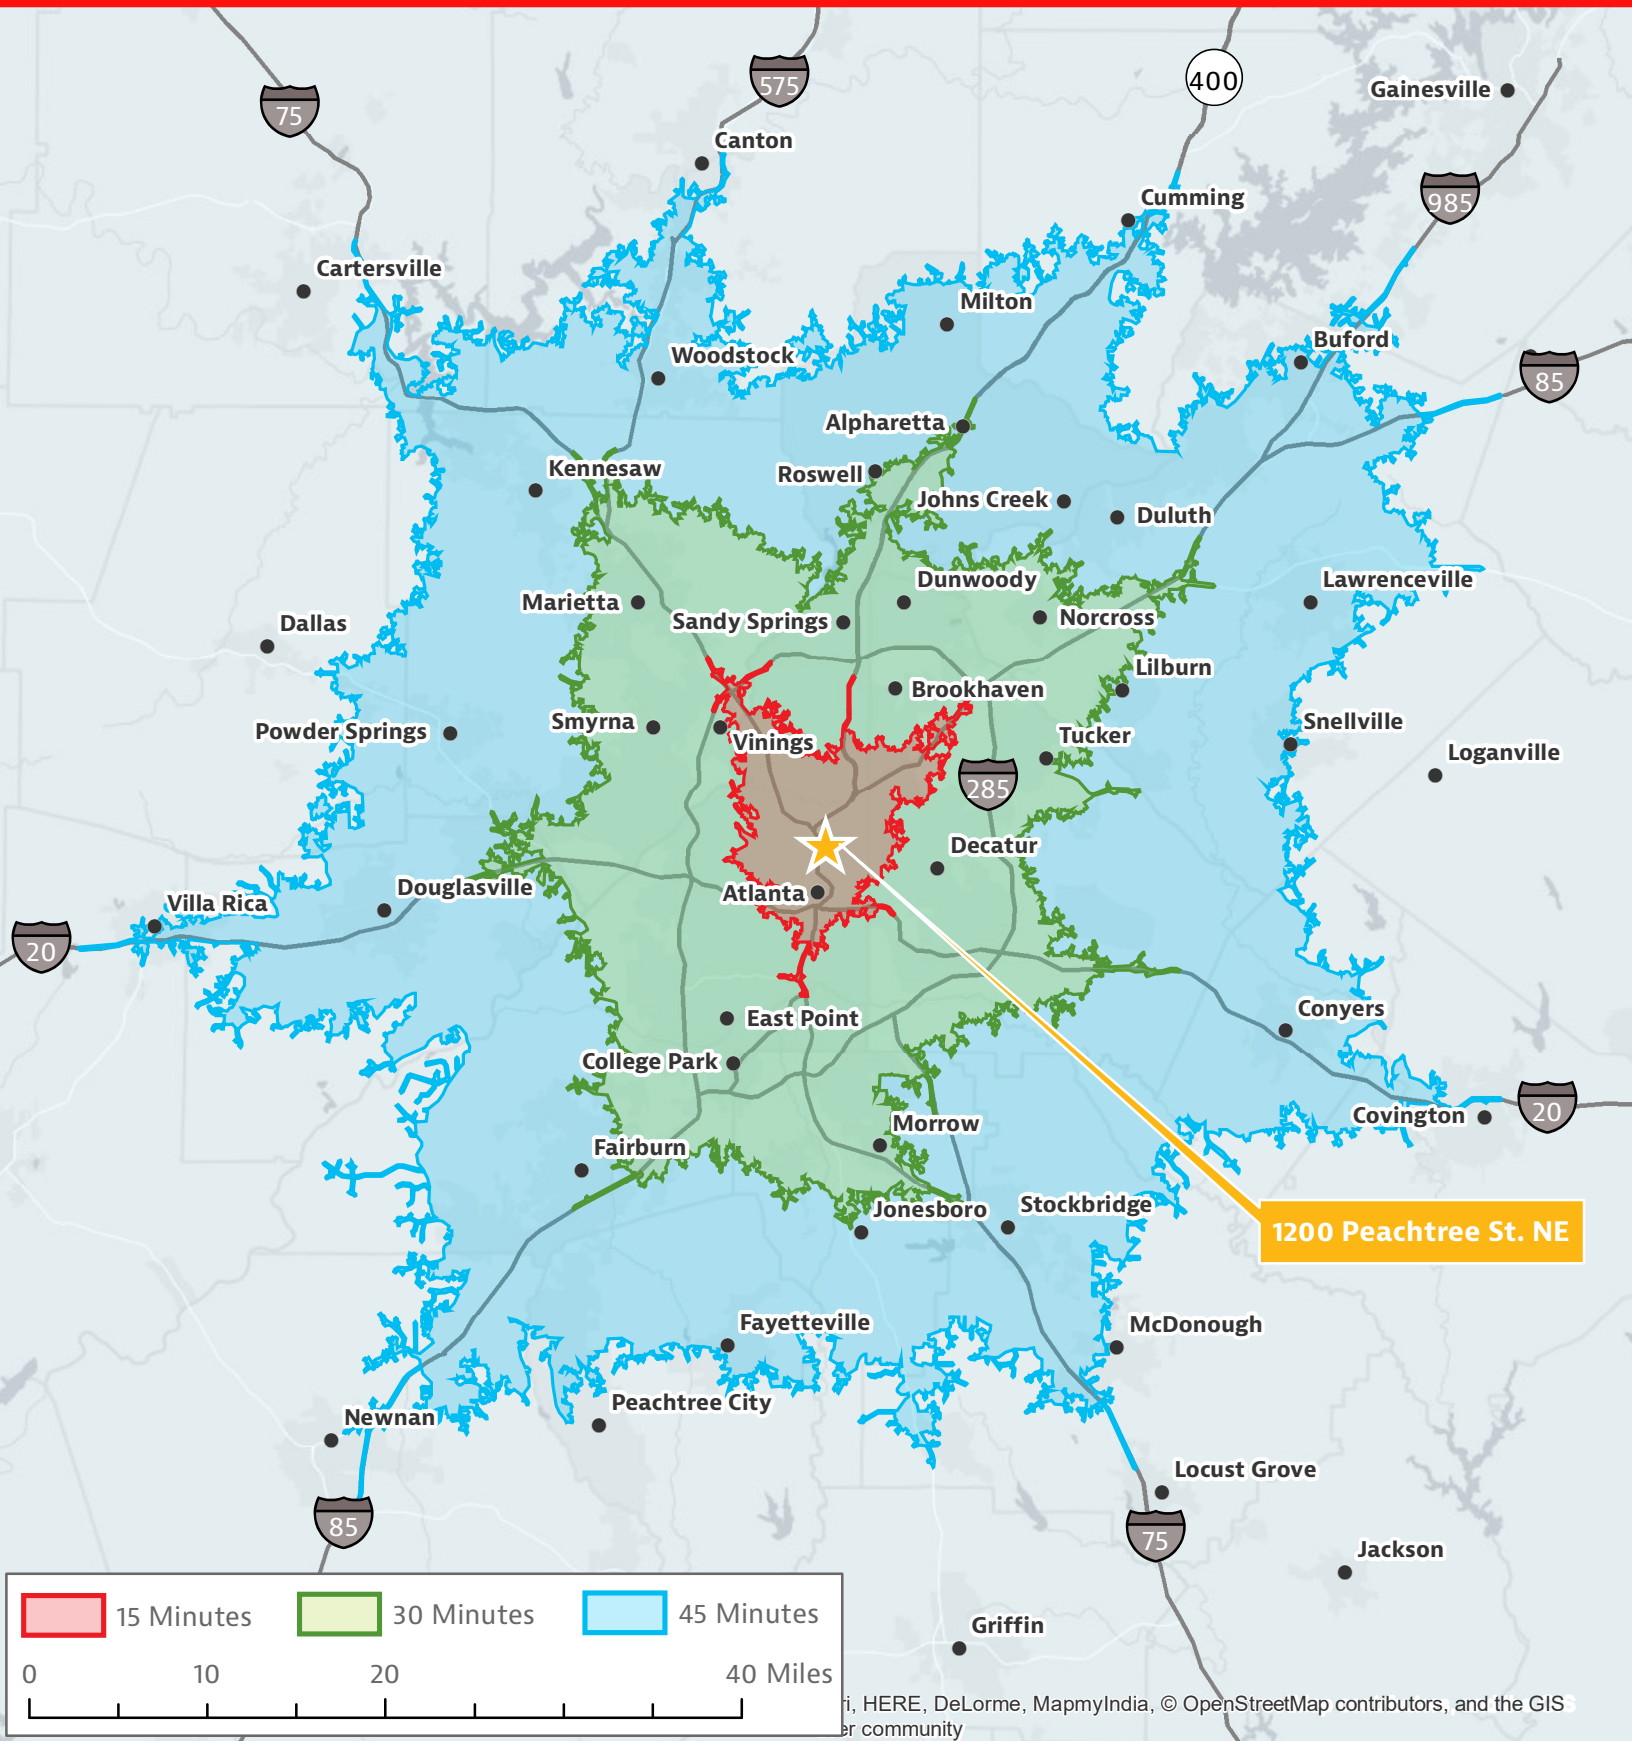 575
400
75
Gainesville
Canton
985
Cumming
Cartersville
Milton
Buford
Woodstock
85
Alpharetta
Kennesaw
Roswell
Johns Creek
Duluth
Dunwoody
Lawrenceville
Marietta
Sandy Springs
Norcross
Dallas
Lilburn
Brookhaven
Smyrna
Snellville
Powder Springs
Vinings
Tucker
Loganville
285
Decatur
Douglasville
Atlanta
Villa Rica
20
Conyers
East Point
College Park
20
Covington
Morrow
Fairburn
Stockbridge
Jonesboro
1200 Peachtree St. NE
Fayetteville
McDonough
Peachtree City
Newnan
Locust Grove
85
75
Jackson
15 Minutes
30 Minutes
45 Minutes
Griffin
0 10 20 40 Miles
HERE, DeLorme, MapmyIndia, © OpenStreetMap contributors, and the GIS
community